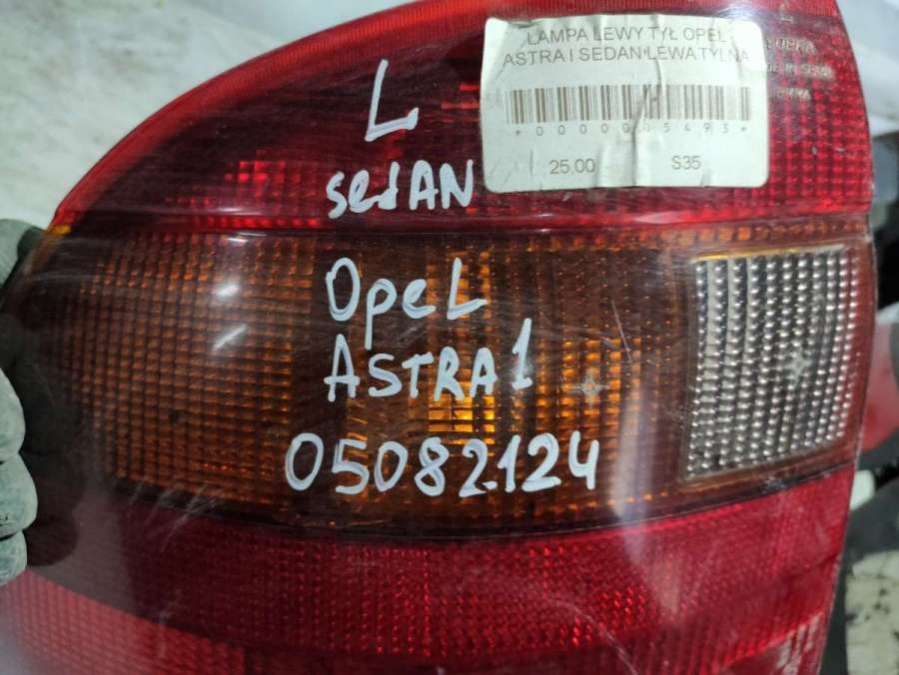 LAMPA LEWY TYŁ OPEL
ASTRA I SEDAN LEWA TYLNA
25.00 S35
L
sedAN
OpeL
ASTRA 1
05082124